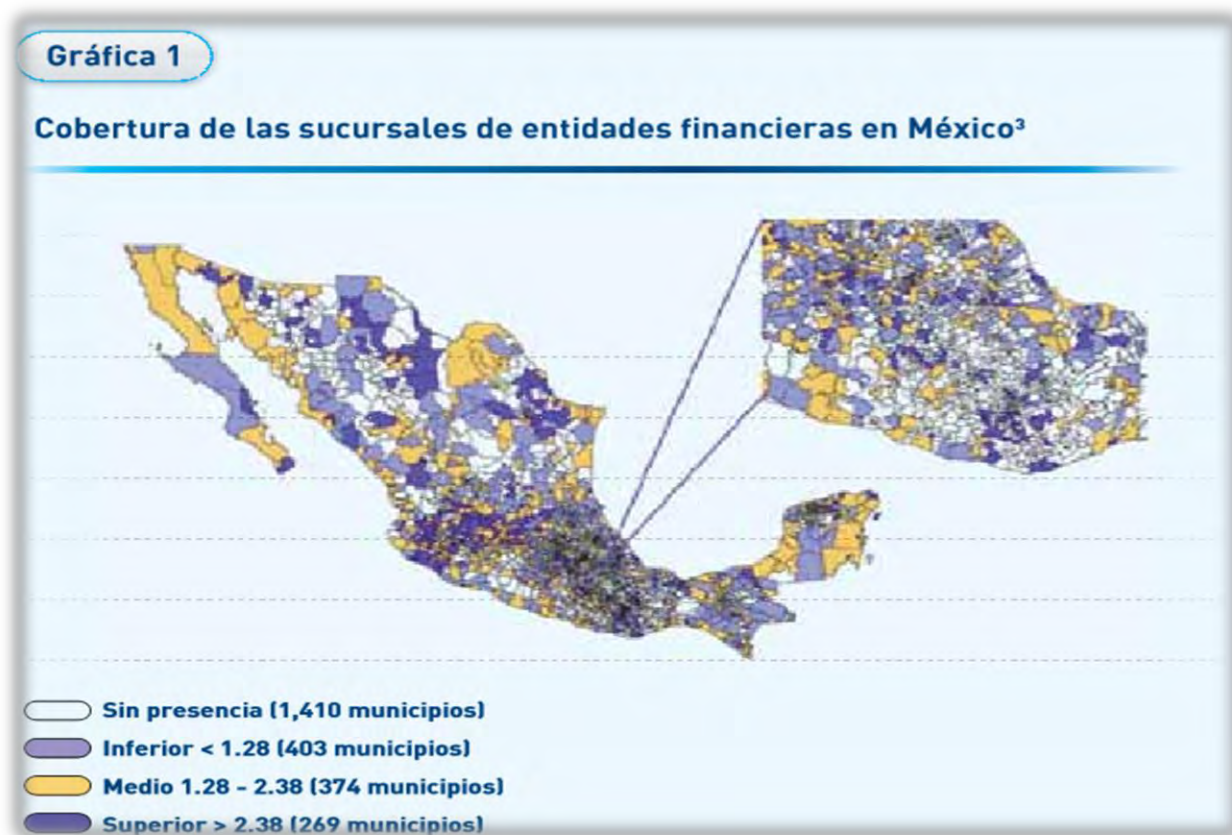 Gráfica 1
Cobertura de las sucursales de entidades financieras en México³
Sin presencia (1,410 municipios)
Inferior < 1.28 (403 municipios)
Medio 1.28 - 2.38 (374 municipios)
Superior > 2.38 (269 municipios)